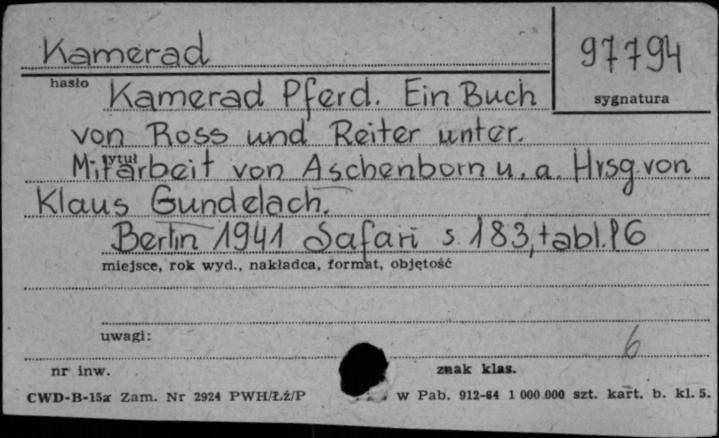 Kamerad
97794
hasło
Kamerad Pferd. Ein Buch
sygnatura
von Ross und Reiter unter.
tytuł
Mitarbeit von Aschenborn u. a. Hrsg. von
Klaus Gundelach.
Berlin 1941 Safari s. 183, tabl. 16
miejsce, rok wyd., nakładca, format, objętość
uwagi:
6
nr inw.
znak klas.
CWD-B-15a Zam. Nr 2924 PWH/Łż/P
w Pab. 912-64 1 000.000 szt. kart. b. kl. 5.